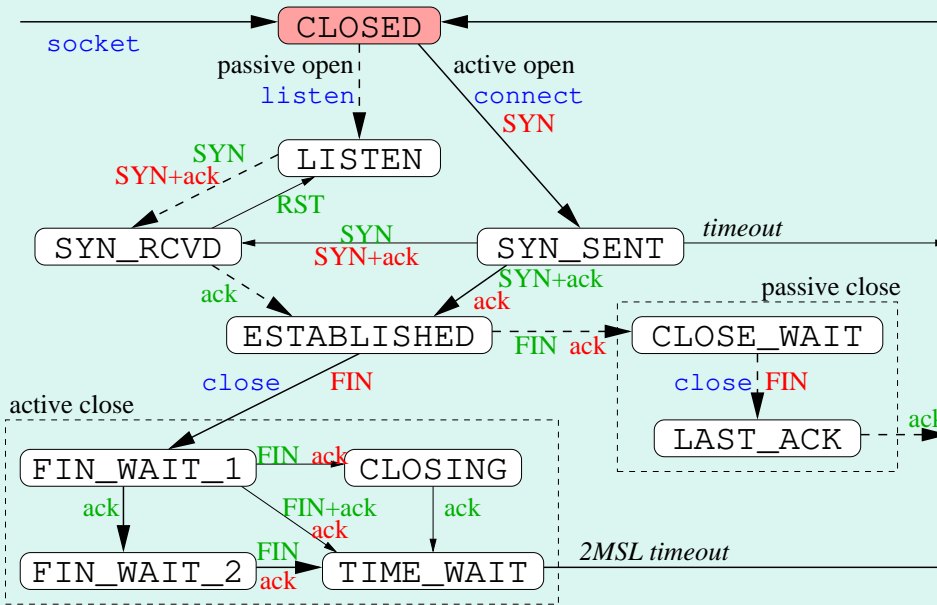 CLOSED
socket
passive open
active open
listen
connect
SYN
LISTEN
SYN
SYN+ack
RST
SYN_RCVD
SYN
SYN+ack
SYN_SENT
timeout
SYN+ack
ack
ack
passive close
ESTABLISHED
FIN ack
CLOSE_WAIT
close FIN
close FIN
active close
LAST_ACK
ack
FIN_WAIT_1
FIN ack
CLOSING
ack
FIN+ack
ack
ack
FIN_WAIT_2
FIN
ack
TIME_WAIT
2MSL timeout